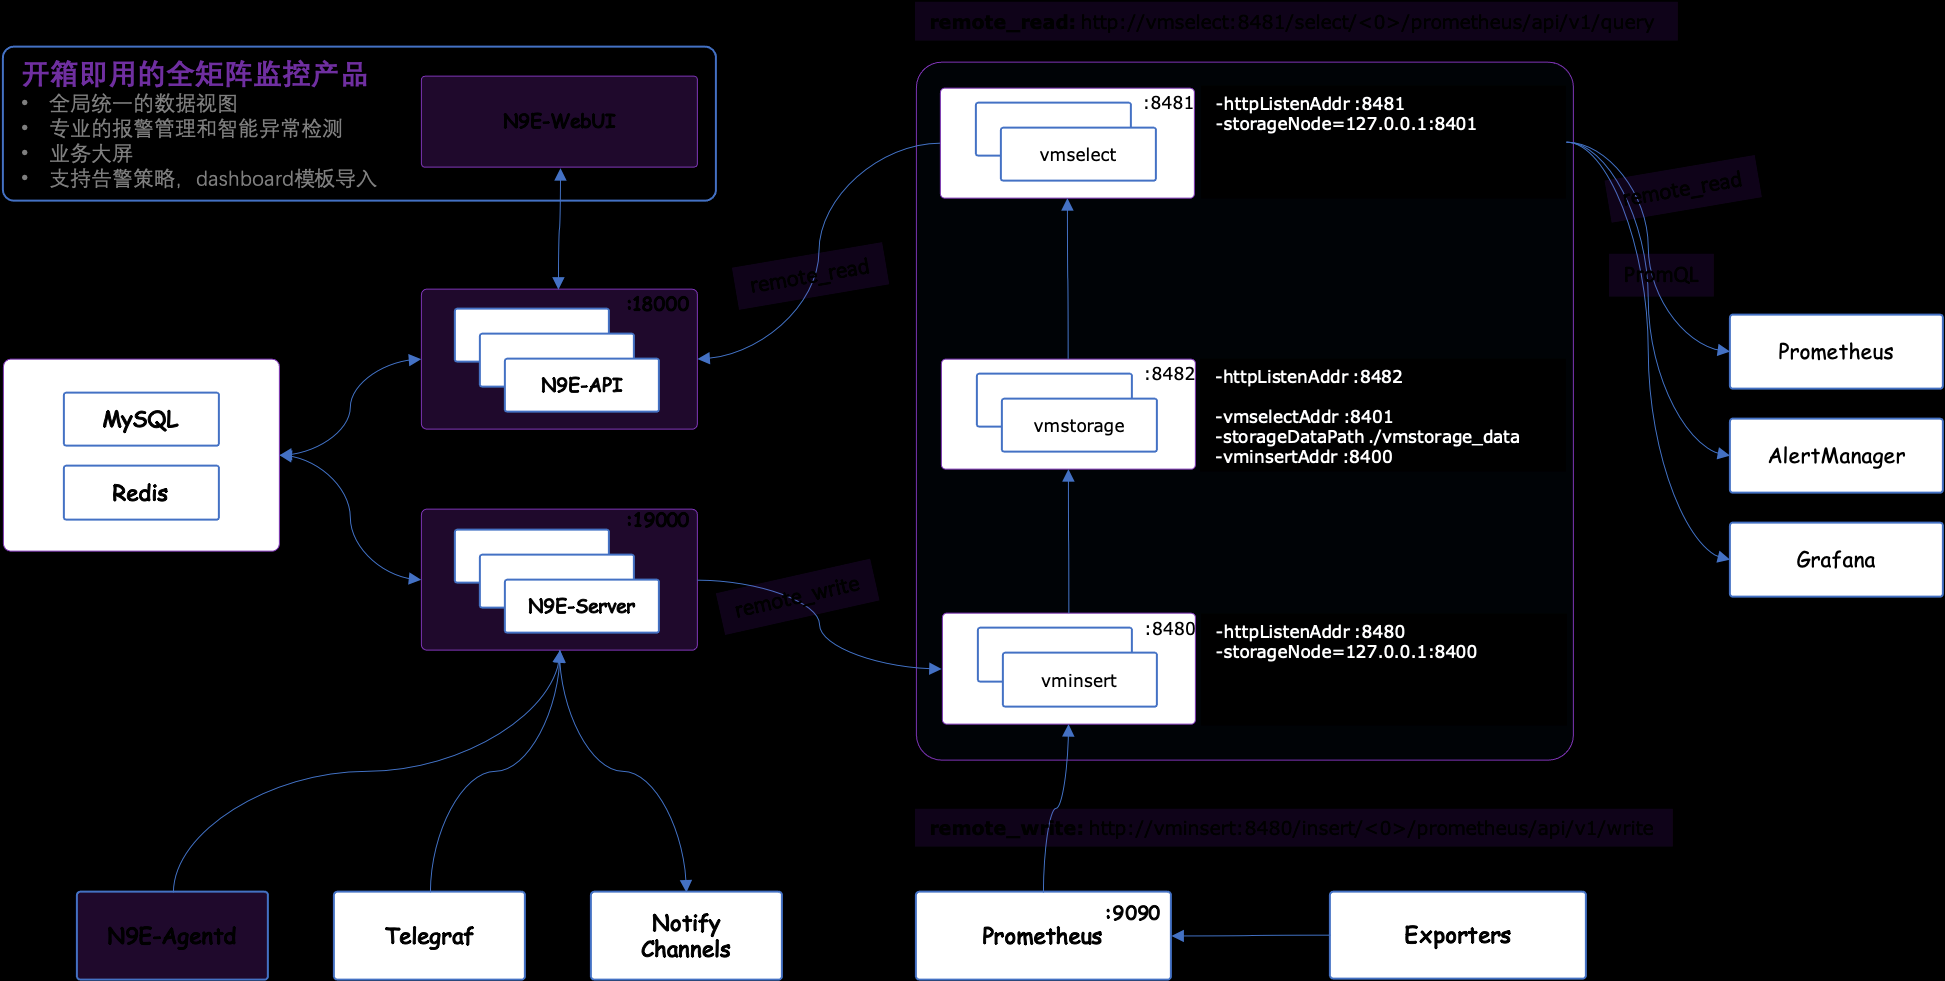 remote_read: http://vmselect:8481/select/<0>/prometheus/api/v1/query
开箱即用的全矩阵监控产品
• 全局统一的数据视图
• 专业的报警管理和智能异常检测
• 业务大屏
• 支持告警策略，dashboard模板导入
N9E-WebUI
:8481
vmselect
-httpListenAddr :8481
-storageNode=127.0.0.1:8401
remote_read
PromQL
remote_read
:18000
N9E-API
MySQL
Redis
:8482
vmstorage
-httpListenAddr :8482
-vmselectAddr :8401
-storageDataPath ./vmstorage_data
-vminsertAddr :8400
Prometheus
AlertManager
Grafana
:19000
N9E-Server
remote_write
:8480
vminsert
-httpListenAddr :8480
-storageNode=127.0.0.1:8400
remote_write: http://vminsert:8480/insert/<0>/prometheus/api/v1/write
N9E-Agentd
Telegraf
Notify
Channels
:9090
Prometheus
Exporters